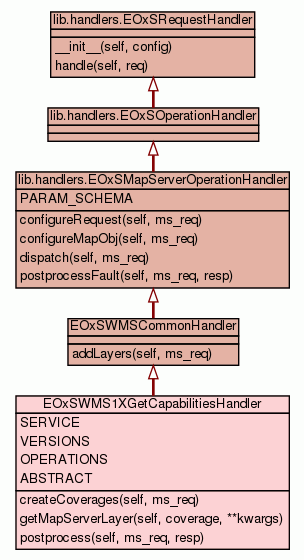 lib.handlers.EOxSRequestHandler
__init__(self, config)
handle(self, req)
lib.handlers.EOxSOperationHandler
lib.handlers.EOxSMapServerOperationHandler
PARAM_SCHEMA
configureRequest(self, ms_req)
configureMapObj(self, ms_req)
dispatch(self, ms_req)
postprocessFault(self, ms_req, resp)
EOxSWMSCommonHandler
addLayers(self, ms_req)
EOxSWMS1XGetCapabilitiesHandler
SERVICE
VERSIONS
OPERATIONS
ABSTRACT
createCoverages(self, ms_req)
getMapServerLayer(self, coverage, **kwargs)
postprocess(self, ms_req, resp)